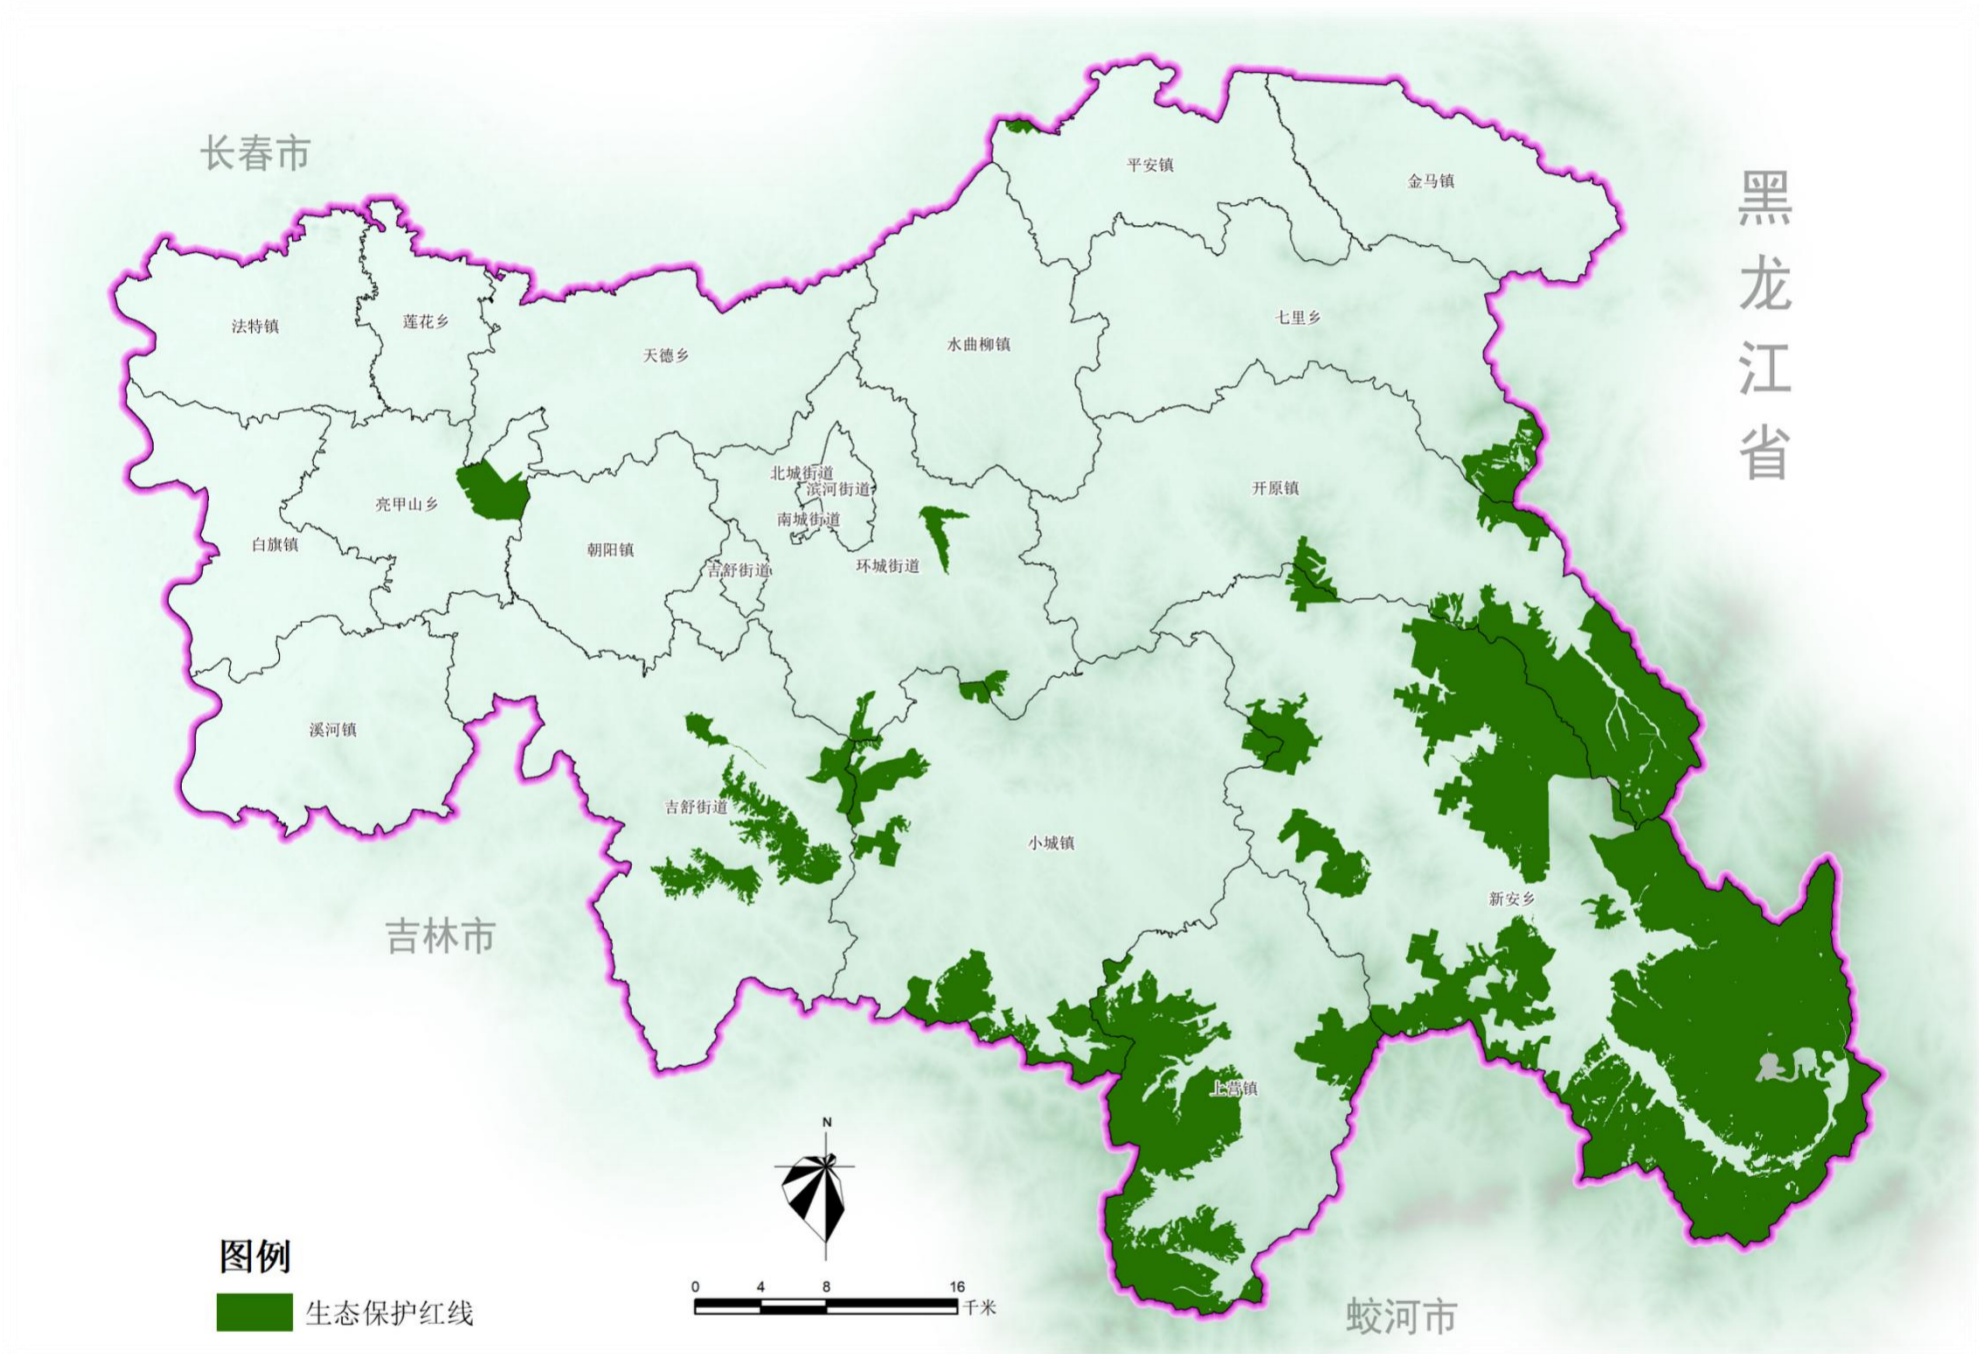 长春市
黑龙江省
平安镇
金马镇
法特镇
莲花乡
天德乡
水曲柳镇
七里乡
北城街道
滨河街道
南城街道
亮甲山乡
白旗镇
朝阳镇
吉舒街道
环城街道
开原镇
溪河镇
吉舒街道
小城镇
新安乡
吉林市
上营镇
N
图例
生态保护红线
0 4 8 16
千米
蛟河市